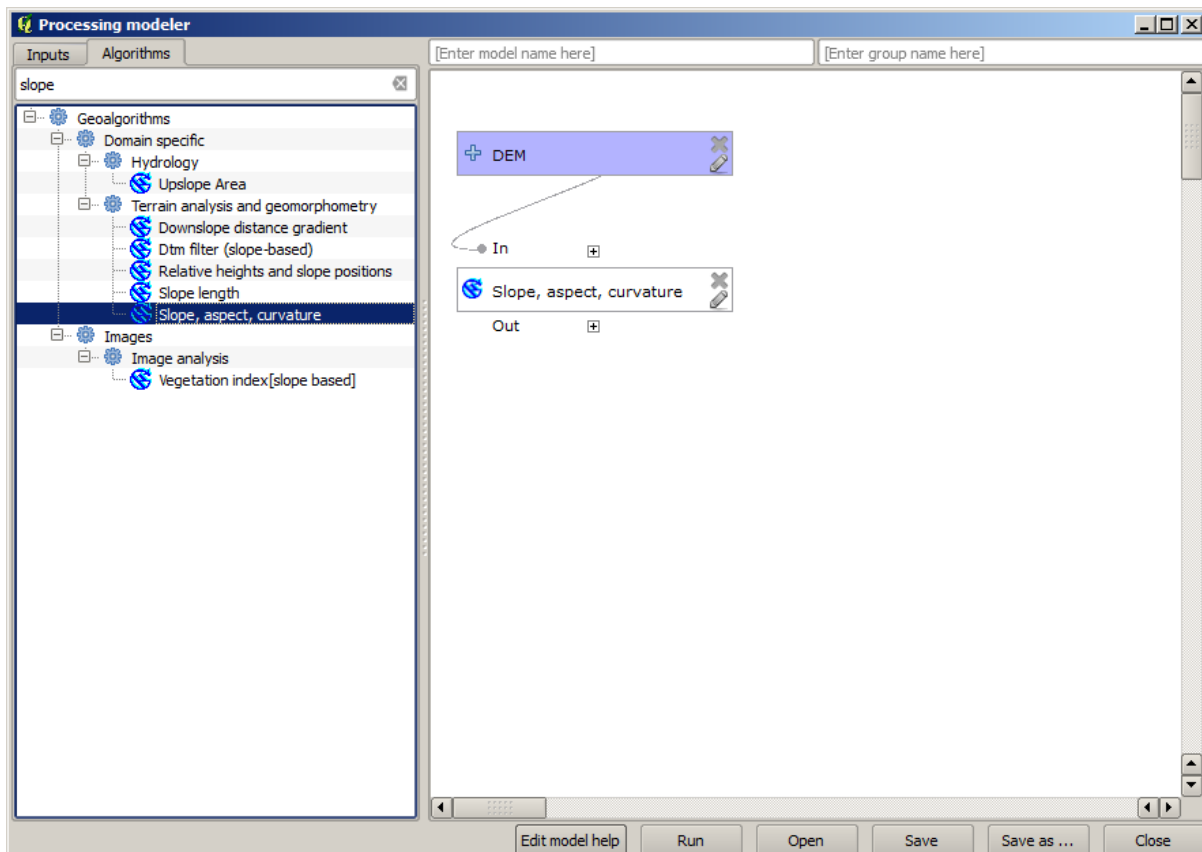 Processing modeler
Inputs
Algorithms
[Enter model name here]
[Enter group name here]
slope
Geoalgorithms
Domain specific
Hydrology
Upslope Area
Terrain analysis and geomorphometry
Downslope distance gradient
Dtm filter (slope-based)
Relative heights and slope positions
Slope length
Slope, aspect, curvature
Images
Image analysis
Vegetation index[slope based]
DEM
In
Slope, aspect, curvature
Out
Edit model help
Run
Open
Save
Save as ...
Close